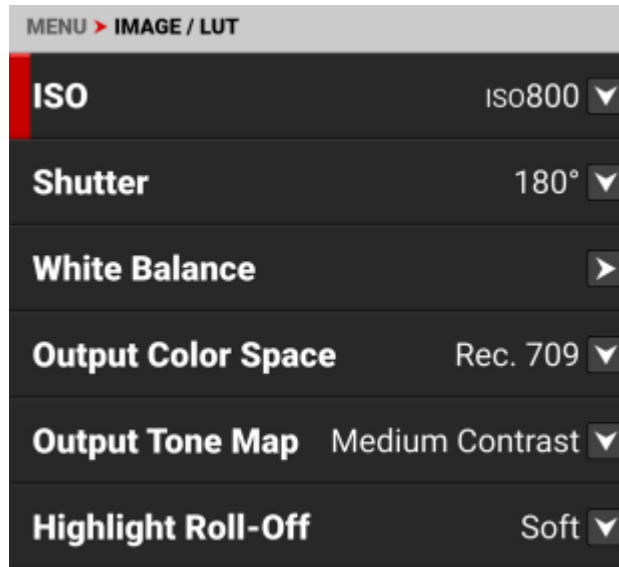 MENU ➤ IMAGE / LUT
ISO ISO800
Shutter 180°
White Balance
Output Color Space Rec. 709
Output Tone Map Medium Contrast
Highlight Roll-Off Soft